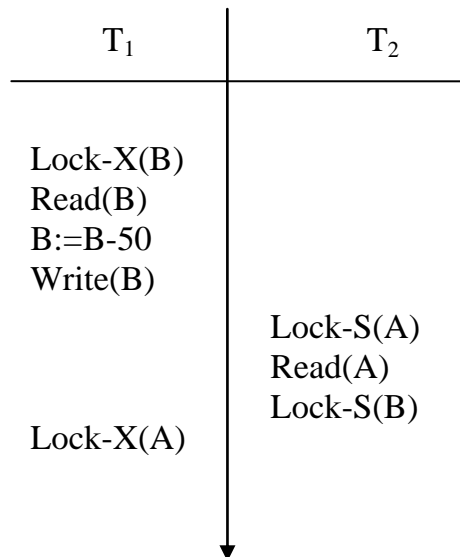 T₁ T₂
Lock-X(B)
Read(B)
B:=B-50
Write(B)
Lock-S(A)
Read(A)
Lock-S(B)
Lock-X(A)